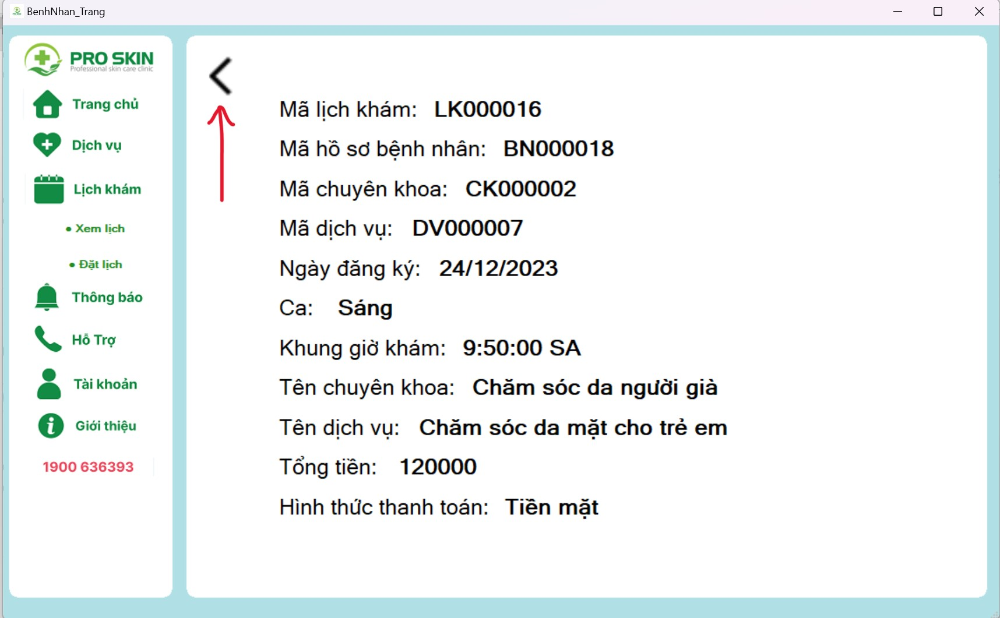 BenhNhan_Trang
PRO SKIN
Professional skin care clinic
Trang chủ
Dịch vụ
Lịch khám
• Xem lịch
• Đặt lịch
Thông báo
Hỗ Trợ
Tài khoản
Giới thiệu
1900 636393
Mã lịch khám: LK000016
Mã hồ sơ bệnh nhân: BN000018
Mã chuyên khoa: CK000002
Mã dịch vụ: DV000007
Ngày đăng ký: 24/12/2023
Ca: Sáng
Khung giờ khám: 9:50:00 SA
Tên chuyên khoa: Chăm sóc da người già
Tên dịch vụ: Chăm sóc da mặt cho trẻ em
Tổng tiền: 120000
Hình thức thanh toán: Tiền mặt